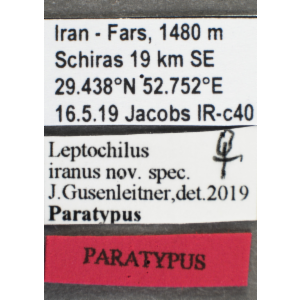 Iran - Fars, 1480 m
Schiras 19 km SE
29.438°N 52.752°E
16.5.19 Jacobs IR-c40
Leptochilus ♀
iranus nov. spec.
J.Gusenleitner,det.2019
Paratypus
PARATYPUS